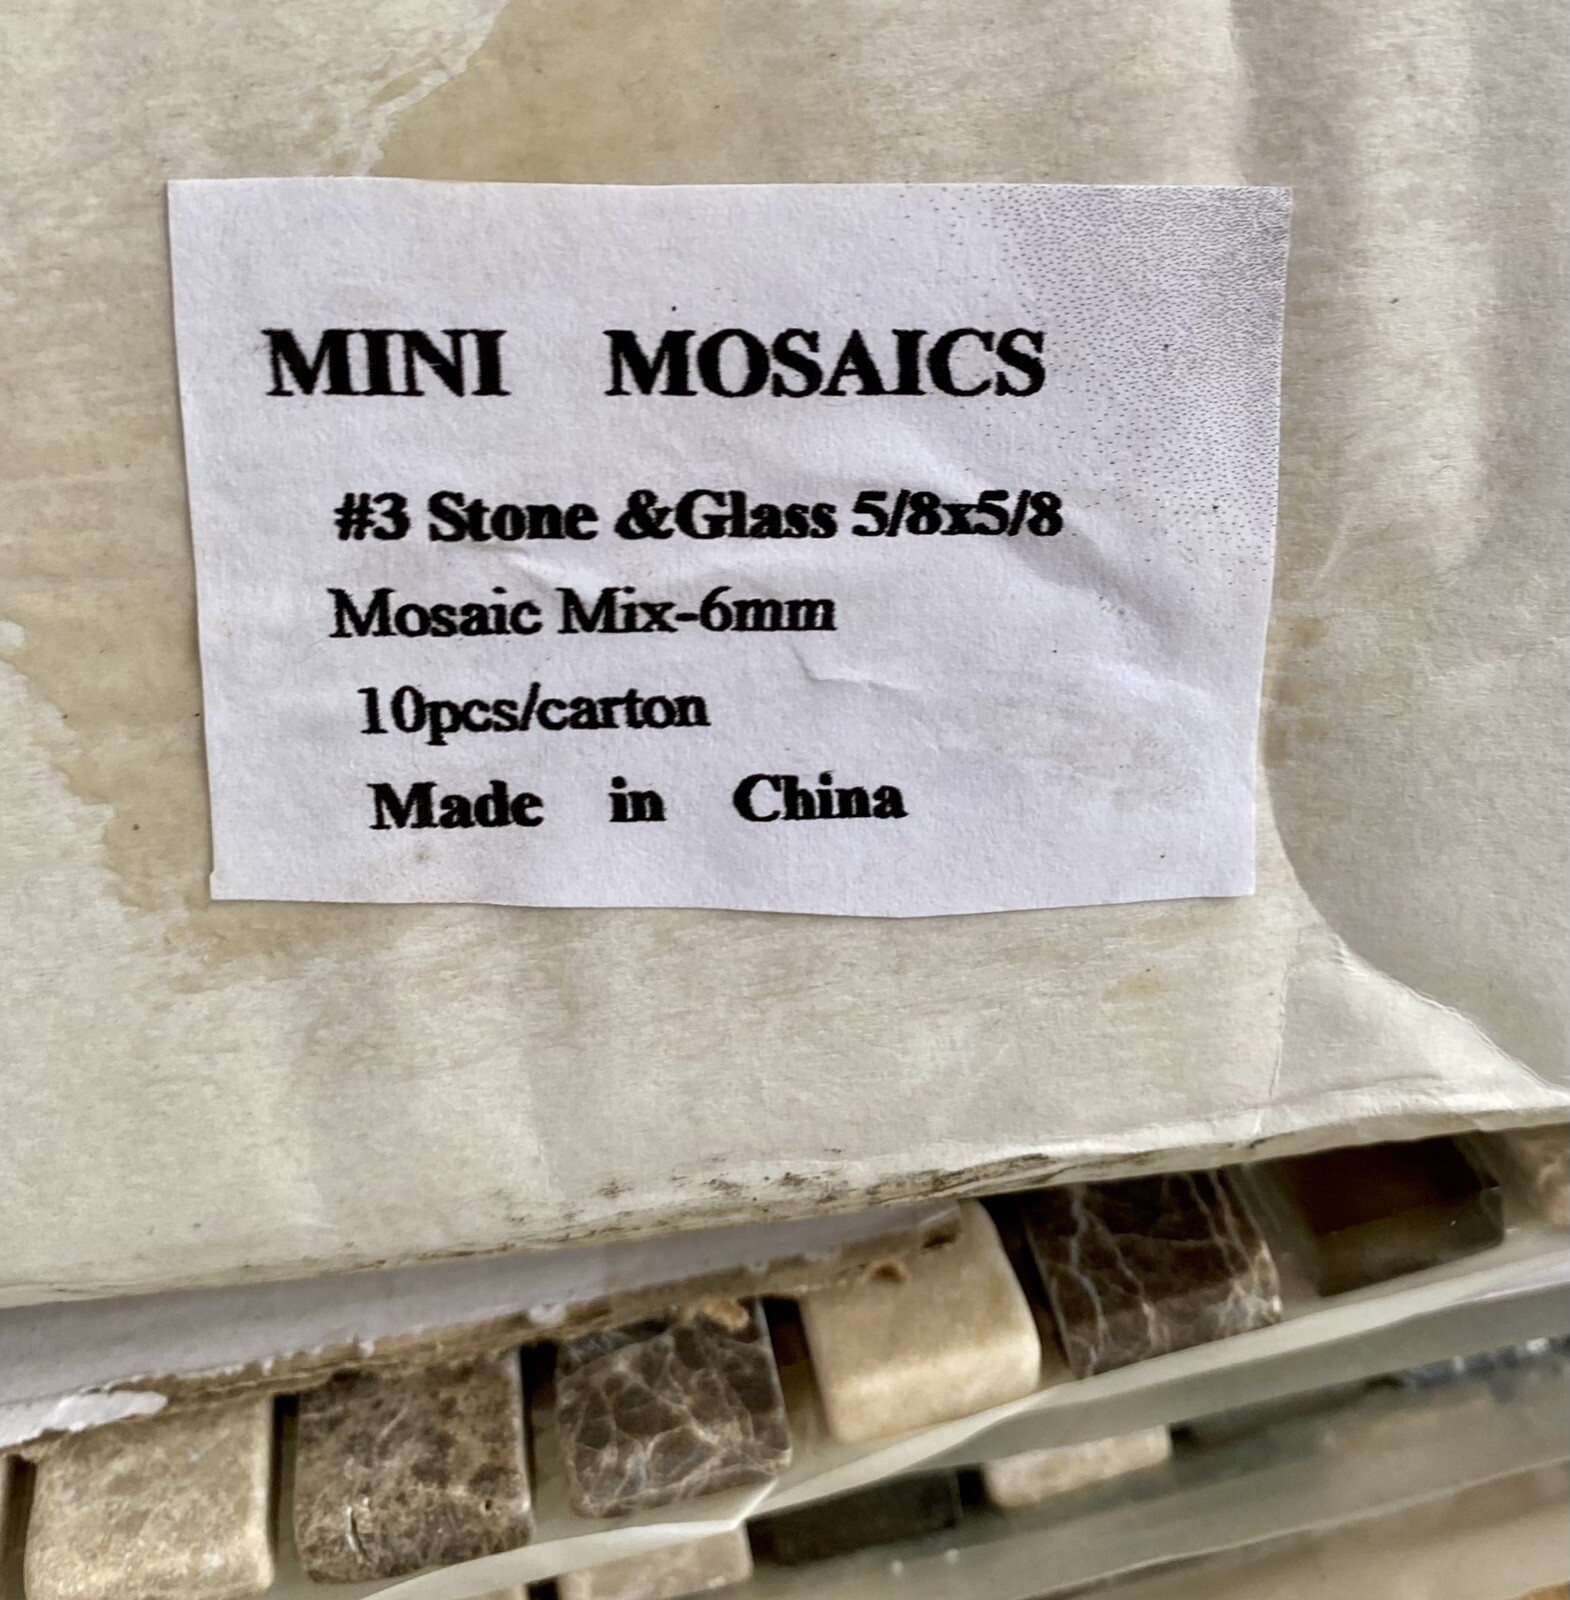 MINI MOSAICS
#3 Stone &Glass 5/8x5/8
Mosaic Mix-6mm
10pcs/carton
Made in China